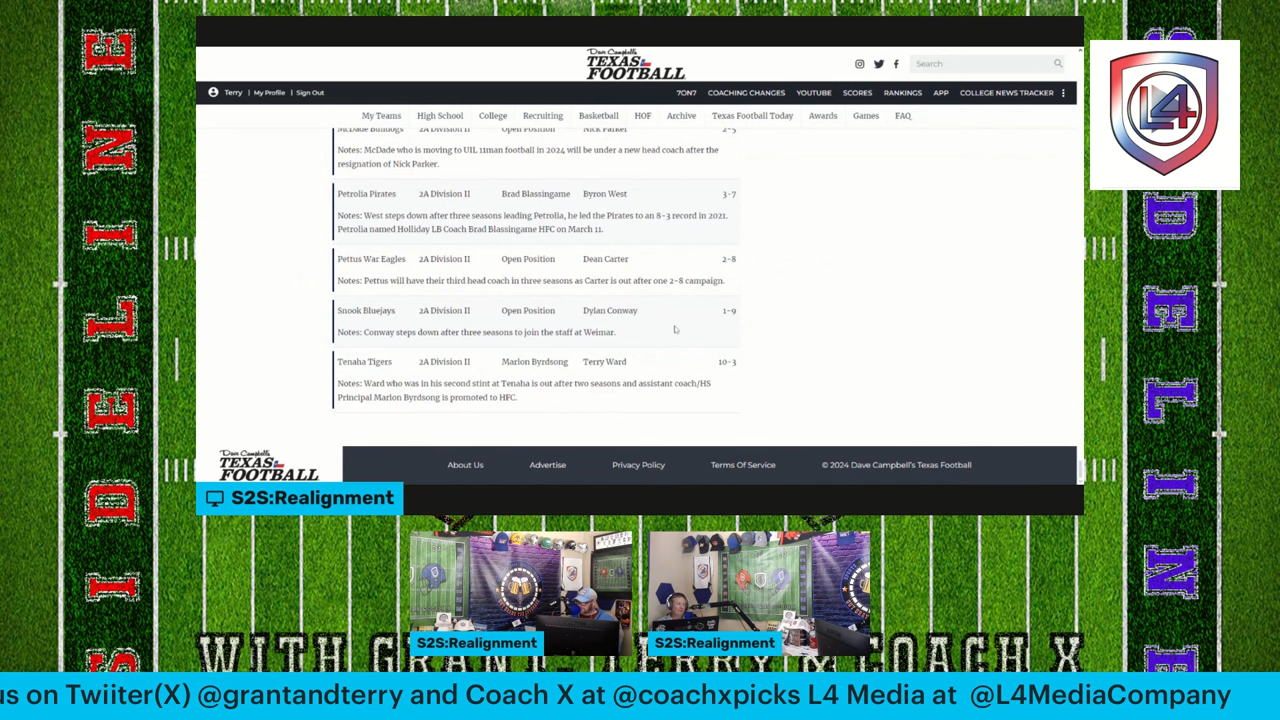 Dave Campbell's
TEXAS
FOOTBALL
Search
Terry | My Profile | Sign Out
7ON7 COACHING CHANGES YOUTUBE SCORES RANKINGS APP COLLEGE NEWS TRACKER
My Teams High School College Recruiting Basketball HOF Archive Texas Football Today Awards Games FAQ
McDade Bulldogs 2A Division II Open Position Nick Parker 2-5
Notes: McDade who is moving to UIL 11man football in 2024 will be under a new head coach after the
resignation of Nick Parker.
Petrolia Pirates 2A Division II Brad Blassingame Byron West 3-7
Notes: West steps down after three seasons leading Petrolia, he led the Pirates to an 8-3 record in 2021.
Petrolia named Holliday LB Coach Brad Blassingame HFC on March 11.
Pettus War Eagles 2A Division II Open Position Dean Carter 2-8
Notes: Pettus will have their third head coach in three seasons as Carter is out after one 2-8 campaign.
Snook Bluejays 2A Division II Open Position Dylan Conway 1-9
Notes: Conway steps down after three seasons to join the staff at Weimar.
Tenaha Tigers 2A Division II Marlon Byrdsong Terry Ward 10-3
Notes: Ward who was in his second stint at Tenaha is out after two seasons and assistant coach/HS
Principal Marlon Byrdsong is promoted to HFC.
Dave Campbell's
TEXAS
FOOTBALL
About Us Advertise Privacy Policy Terms Of Service © 2024 Dave Campbell's Texas Football
L4
SIDELINE
SIDELINE
S2S:Realignment
S2S:Realignment
S2S:Realignment
WITH GRANT, TERRY & COACH X
us on Twiiter(X) @grantandterry and Coach X at @coachxpicks L4 Media at @L4MediaCompany